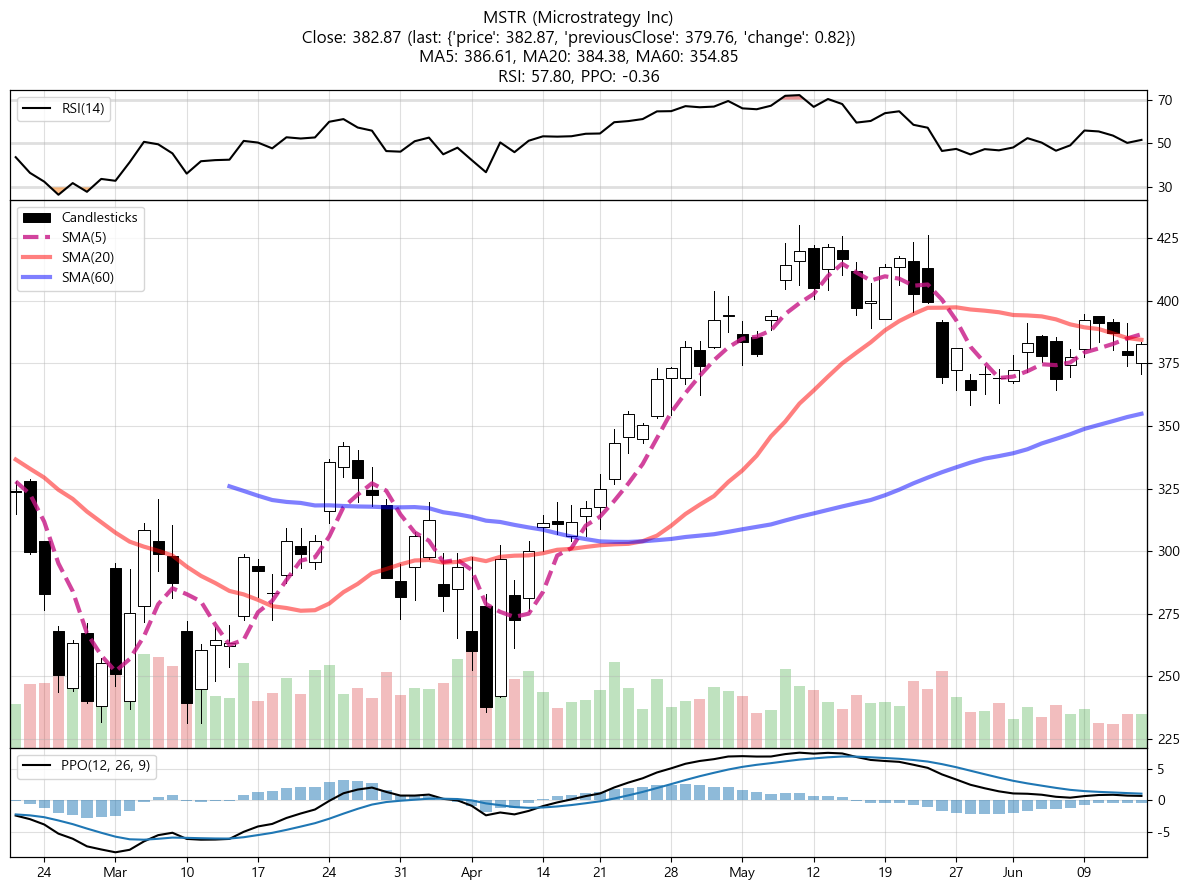 MSTR (Microstrategy Inc)
Close: 382.87 (last: {'price': 382.87, 'previousClose': 379.76, 'change': 0.82})
MA5: 386.61, MA20: 384.38, MA60: 354.85
RSI: 57.80, PPO: -0.36
RSI(14)
70
50
30
Candlesticks
SMA(5)
SMA(20)
SMA(60)
425
400
375
350
325
300
275
250
225
PPO(12, 26, 9)
5
0
-5
24 Mar 10 17 24 31 Apr 14 21 28 May 12 19 27 Jun 09